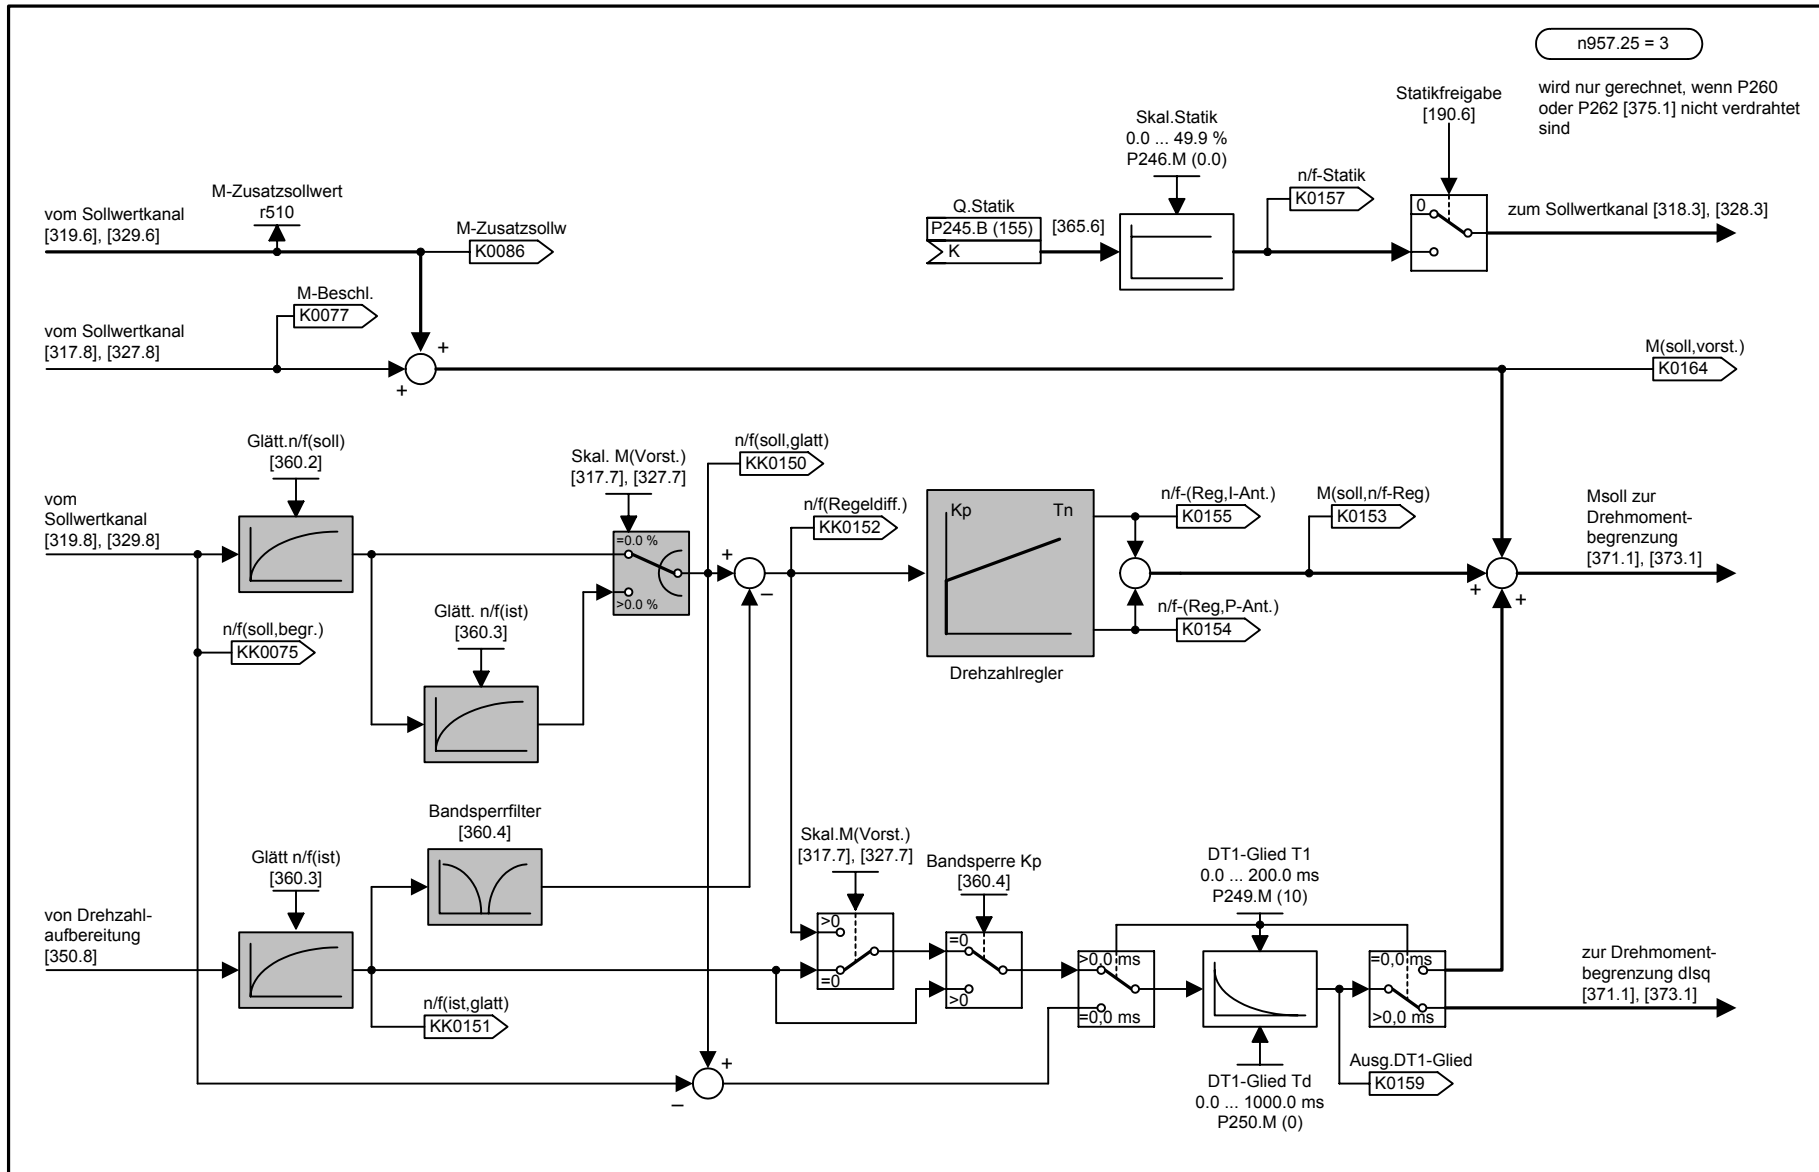 n957.25 = 3
wird nur gerechnet, wenn P260
oder P262 [375.1] nicht verdrahtet
sind
Statikfreigabe
[190.6]
Skal.Statik
0.0 ... 49.9 %
P246.M (0.0)
n/f-Statik
K0157
Q.Statik
P245.B (155)
K
[365.6]
0
zum Sollwertkanal [318.3], [328.3]
M-Zusatzsollwert
r510
vom Sollwertkanal
[319.6], [329.6]
M-Zusatzsollw
K0086
M-Beschl.
K0077
vom Sollwertkanal
[317.8], [327.8]
+
+
M(soll,vorst.)
K0164
Glätt.n/f(soll)
[360.2]
Skal. M(Vorst.)
[317.7], [327.7]
n/f(soll,glatt)
KK0150
vom
Sollwertkanal
[319.8], [329.8]
=0.0 %
>0.0 %
+
–
n/f(Regeldiff.)
KK0152
Kp
Tn
Drehzahlregler
n/f-(Reg,I-Ant.)
K0155
M(soll,n/f-Reg)
K0153
n/f-(Reg,P-Ant.)
K0154
+
+
Msoll zur
Drehmoment-
begrenzung
[371.1], [373.1]
Glätt. n/f(ist)
[360.3]
n/f(soll,begr.)
KK0075
Bandsperrfilter
[360.4]
Glätt n/f(ist)
[360.3]
von Drehzahl-
aufbereitung
[350.8]
n/f(ist,glatt)
KK0151
Skal.M(Vorst.)
[317.7], [327.7]
>0
=0
Bandsperre Kp
[360.4]
=0
>0
>0,0 ms
=0,0 ms
DT1-Glied T1
0.0 ... 200.0 ms
P249.M (10)
DT1-Glied Td
0.0 ... 1000.0 ms
P250.M (0)
=0,0 ms
>0,0 ms
Ausg.DT1-Glied
K0159
zur Drehmoment-
begrenzung dIsq
[371.1], [373.1]
+
–